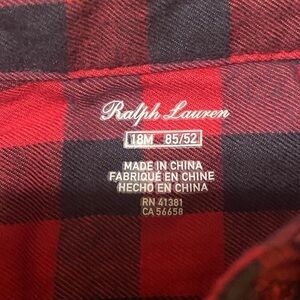 Ralph Lauren
18M 85/52
MADE IN CHINA
FABRIQUÉ EN CHINE
HECHO EN CHINA
RN 41381
CA 56658